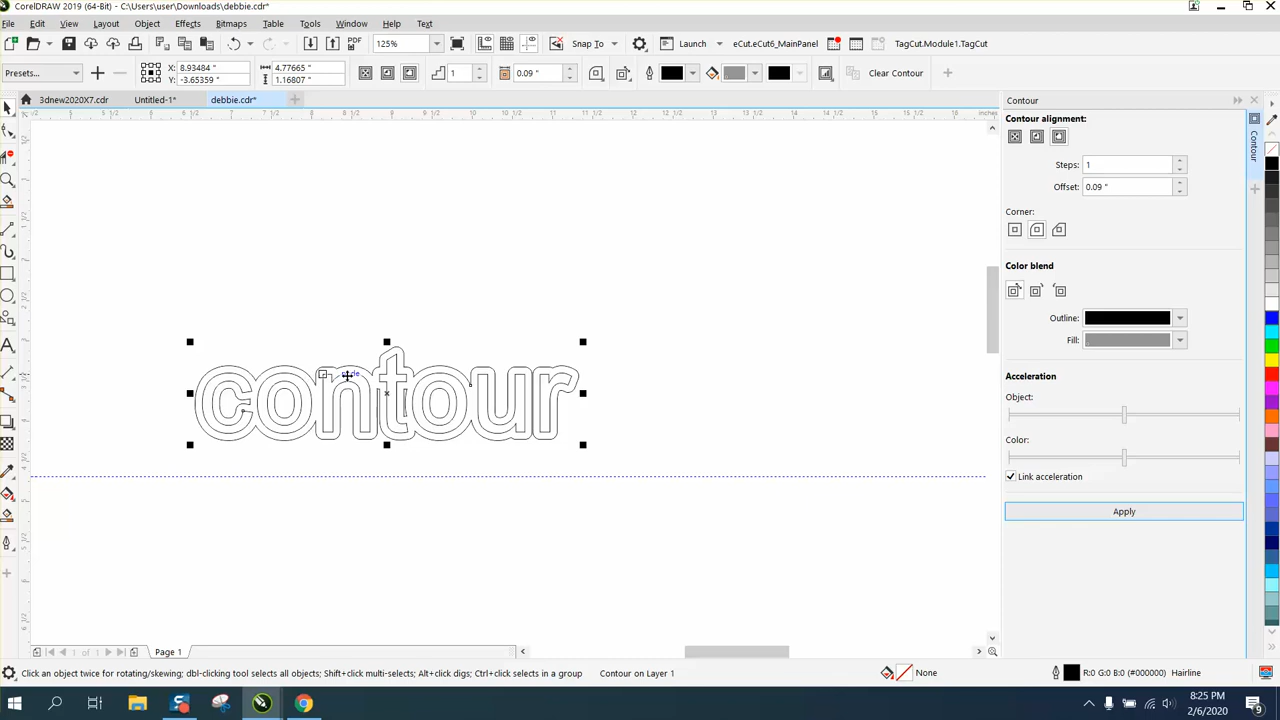 CorelDRAW 2019 (64-Bit) - C:\Users\user\Downloads\debbie.cdr*
File Edit View Layout Object Effects Bitmaps Table Tools Window Help Text
125% Snap To Launch eCut.eCut6_MainPanel TagCut.Module1.TagCut
Presets... X: 8.93484 " 4.77665 " 1 0.09 " Clear Contour
Y: -3.65359 " 1.16807 "
3dnew2020X7.cdr Untitled-1* debbie.cdr*
inches
Contour
Contour alignment:
Steps: 1
Offset: 0.09 "
Corner:
Color blend
Outline:
Fill:
Acceleration
Object:
Color:
Link acceleration
Apply
Contour
contour
1 of 1 Page 1
Click an object twice for rotating/skewing; dbl-clicking tool selects all objects; Shift+click multi-selects; Alt+click digs; Ctrl+click selects in a group Contour on Layer 1 None R:0 G:0 B:0 (#000000) Hairline
8:25 PM
2/6/2020